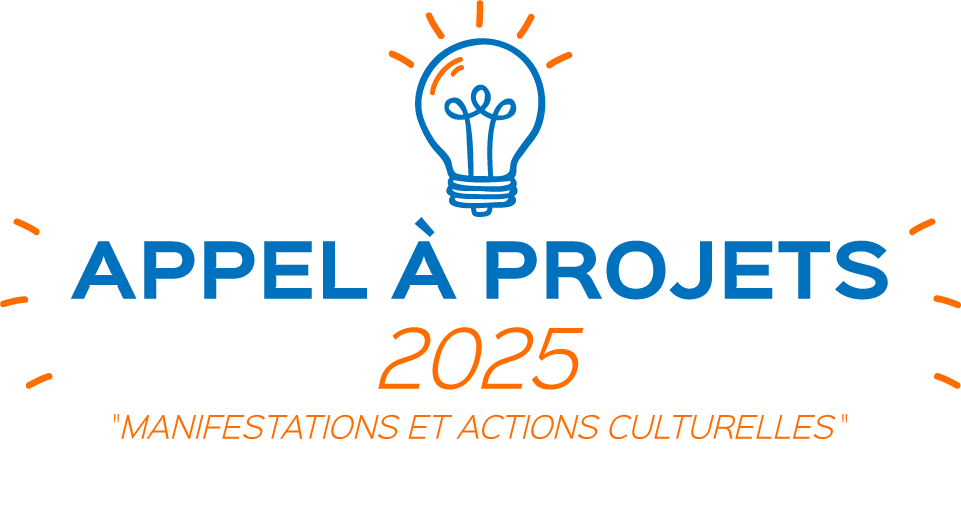 APPEL À PROJETS
2025
"MANIFESTATIONS ET ACTIONS CULTURELLES"